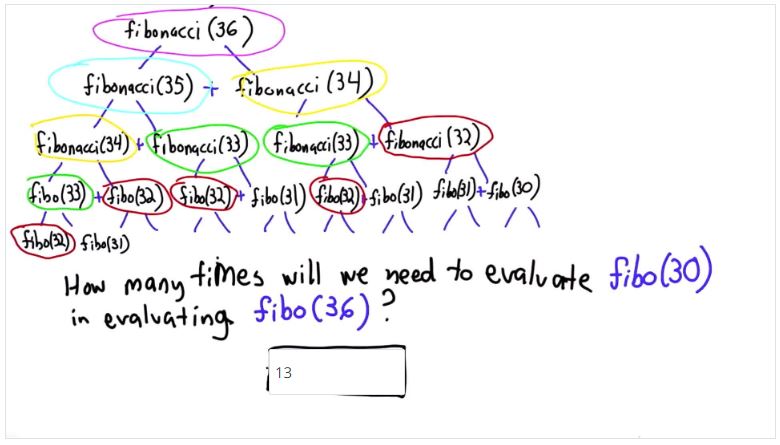 fibonacci (36)
fibonacci(35) + fibonacci (34)
fibonacci(34) + fibonacci(33) fibonacci(33) + fibonacci(32)
fibo(33) + fibo(32) fibo(32) + fibo(31) fibo(32) + fibo(31) fibo(31) + fibo(30)
fibo(32) fibo(31)
How many times will we need to evaluate fibo(30)
in evaluating fibo(36)?
13